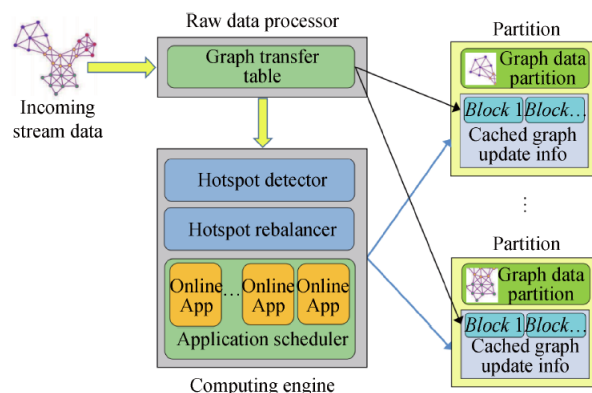 Raw data processor
Graph transfer
table
Incoming
stream data
Hotspot detector
Hotspot rebalancer
Online
App
...
Online
App
Online
App
Application scheduler
Computing engine
Partition
Graph data
partition
Block 1
Block...
Cached graph
update info
...
Partition
Graph data
partition
Block 1
Block...
Cached graph
update info